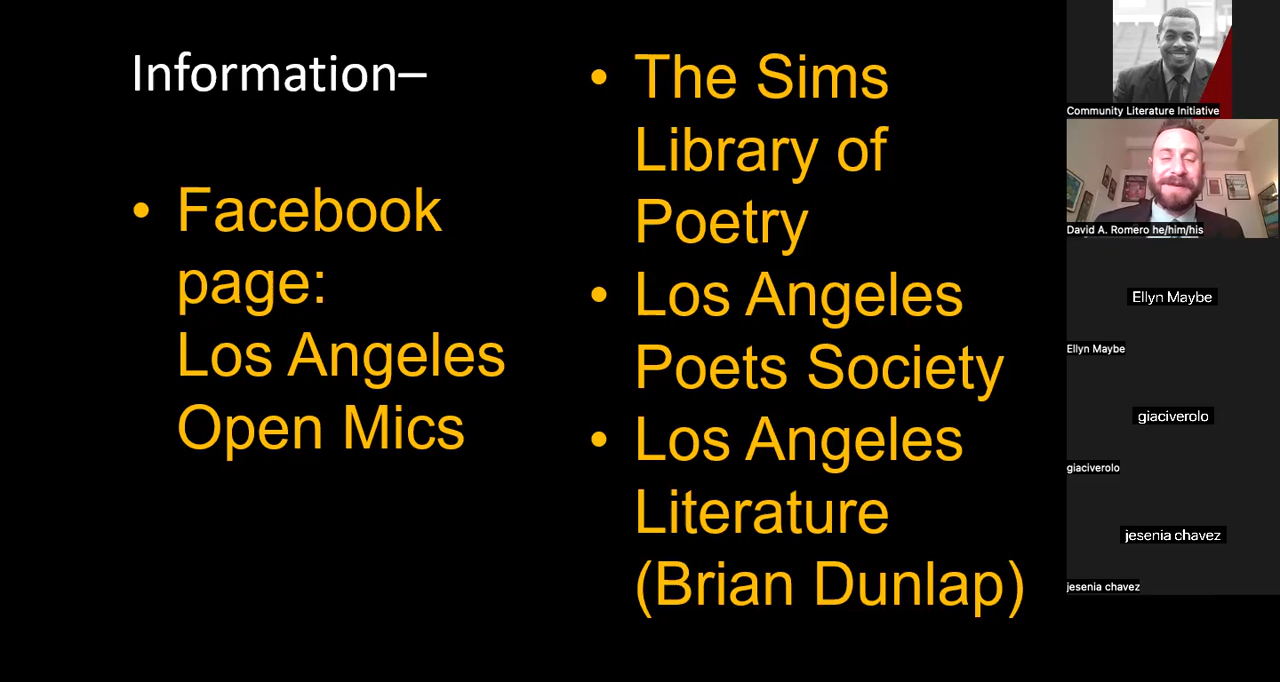 Information–
• Facebook
page:
Los Angeles
Open Mics
• The Sims
Library of
Poetry
• Los Angeles
Poets Society
• Los Angeles
Literature
(Brian Dunlap)
Community Literature Initiative
David A. Romero he/him/his
Ellyn Maybe
Ellyn Maybe
giaciverolo
giaciverolo
jesenia chavez
jesenia chavez